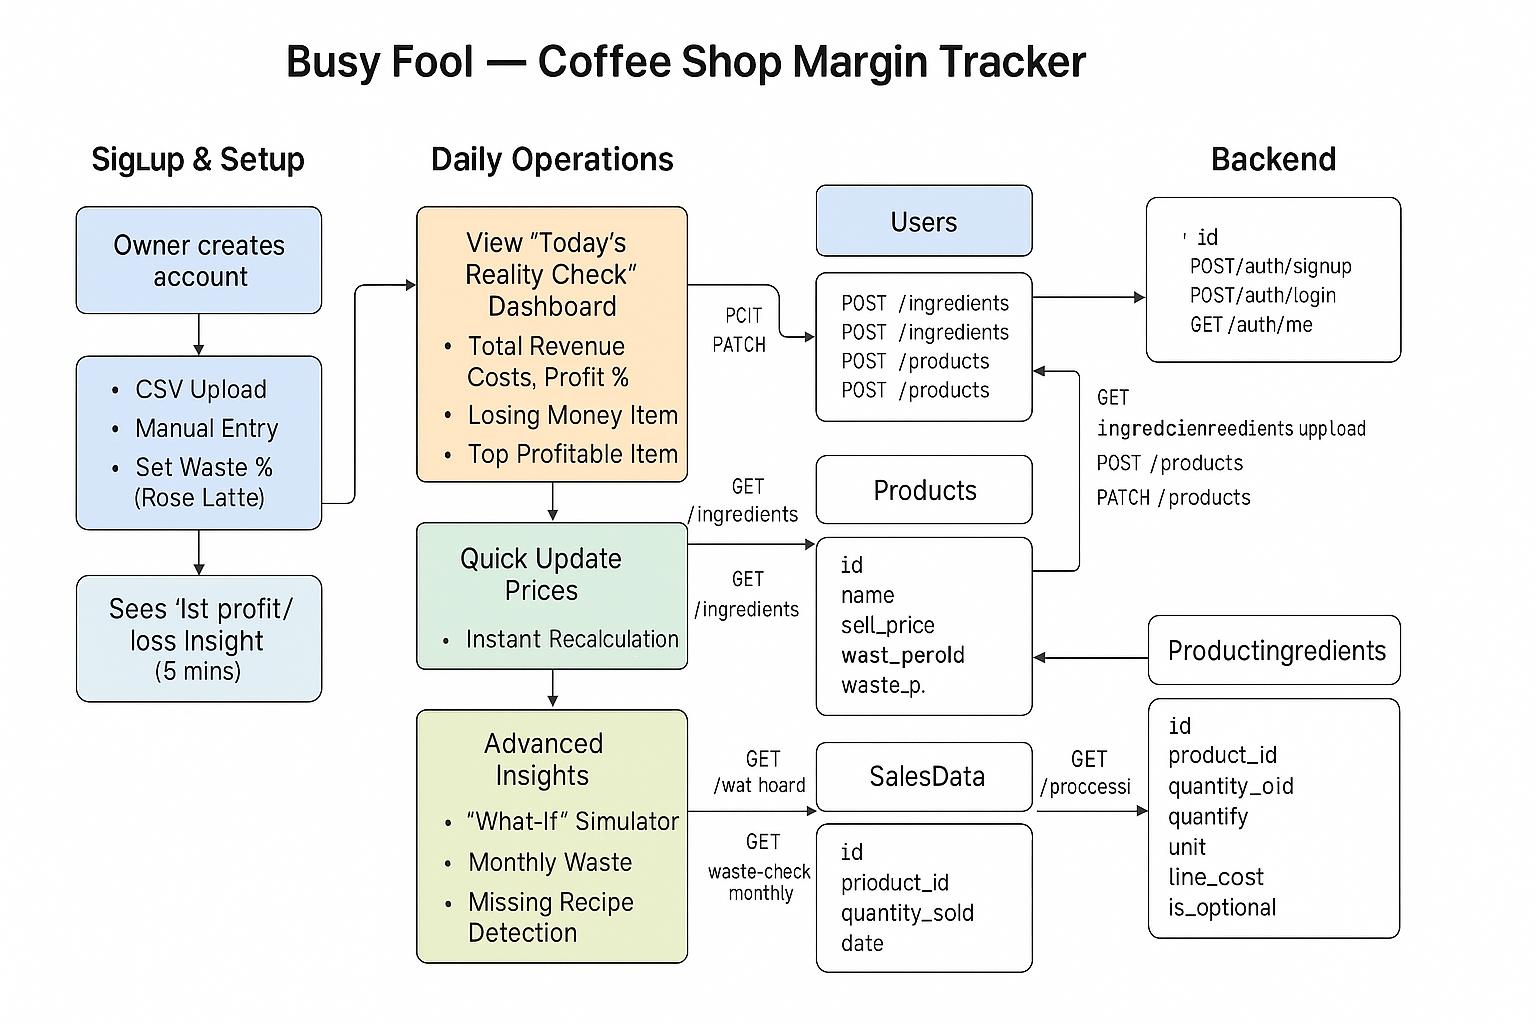 Busy Fool — Coffee Shop Margin Tracker
SigLup & Setup
Owner creates
account
• CSV Upload
• Manual Entry
• Set Waste %
(Rose Latte)
Sees ‘Ist profit/
loss Insight
(5 mins)
Daily Operations
View “Today’s
Reality Check”
Dashboard
• Total Revenue
Costs, Profit %
• Losing Money Item
• Top Profitable Item
Quick Update
Prices
• Instant Recalculation
Advanced
Insights
• “What-If” Simulator
• Monthly Waste
• Missing Recipe
Detection
PCIT
PATCH
GET
/ingredients
GET
/ingredients
GET
/wat hoard
GET
waste-check
monthly
Users
POST /ingredients
POST /ingredients
POST /products
POST /products
Products
id
name
sell_price
wast_perold
waste_p.
SalesData
id
prioduct_id
quantity_sold
date
GET
/proccessi
Backend
' id
POST/auth/signup
POST/auth/login
GET/auth/me
GET
ingredcienreedients uppload
POST /products
PATCH /products
Productingredients
id
product_id
quantity_oid
quantify
unit
line_cost
is_optional